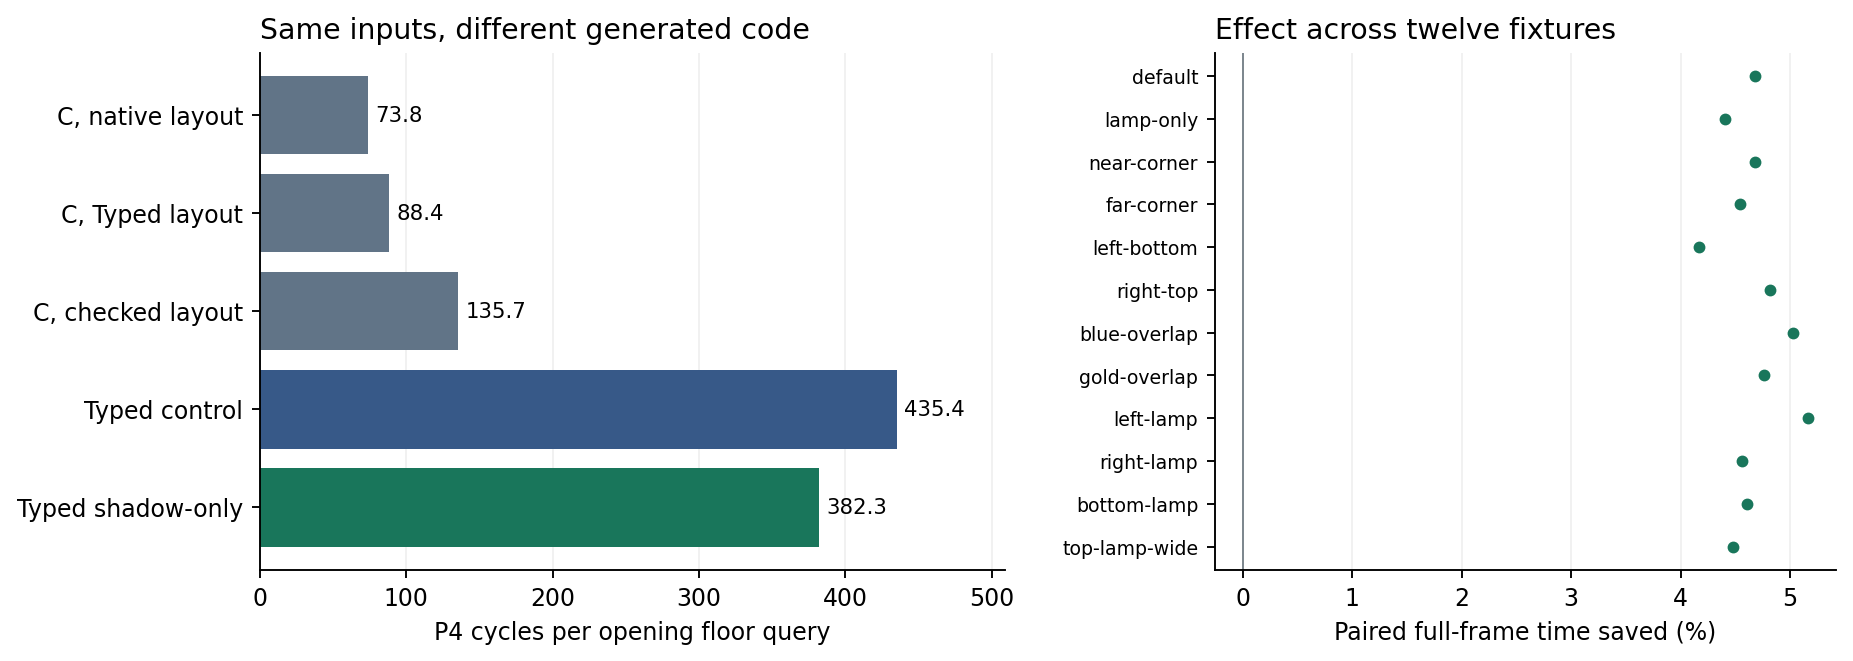 Same inputs, different generated code
C, native layout
73.8
C, Typed layout
88.4
C, checked layout
135.7
Typed control
435.4
Typed shadow-only
382.3
0 100 200 300 400 500
P4 cycles per opening floor query
Effect across twelve fixtures
default
lamp-only
near-corner
far-corner
left-bottom
right-top
blue-overlap
gold-overlap
left-lamp
right-lamp
bottom-lamp
top-lamp-wide
0 1 2 3 4 5
Paired full-frame time saved (%)